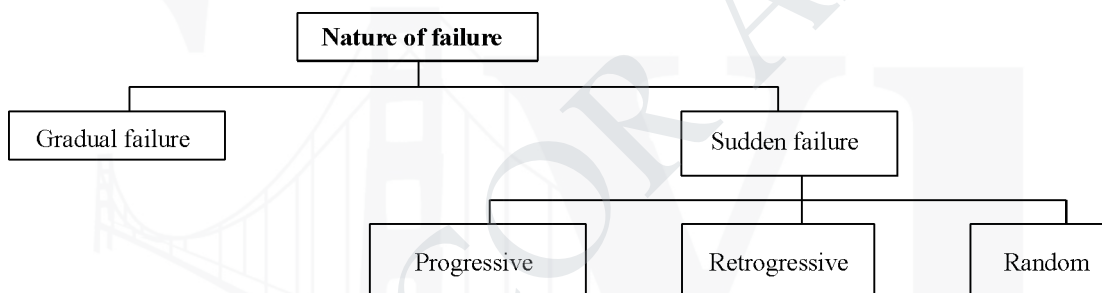 Nature of failure
Gradual failure
Sudden failure
Progressive
Retrogressive
Random